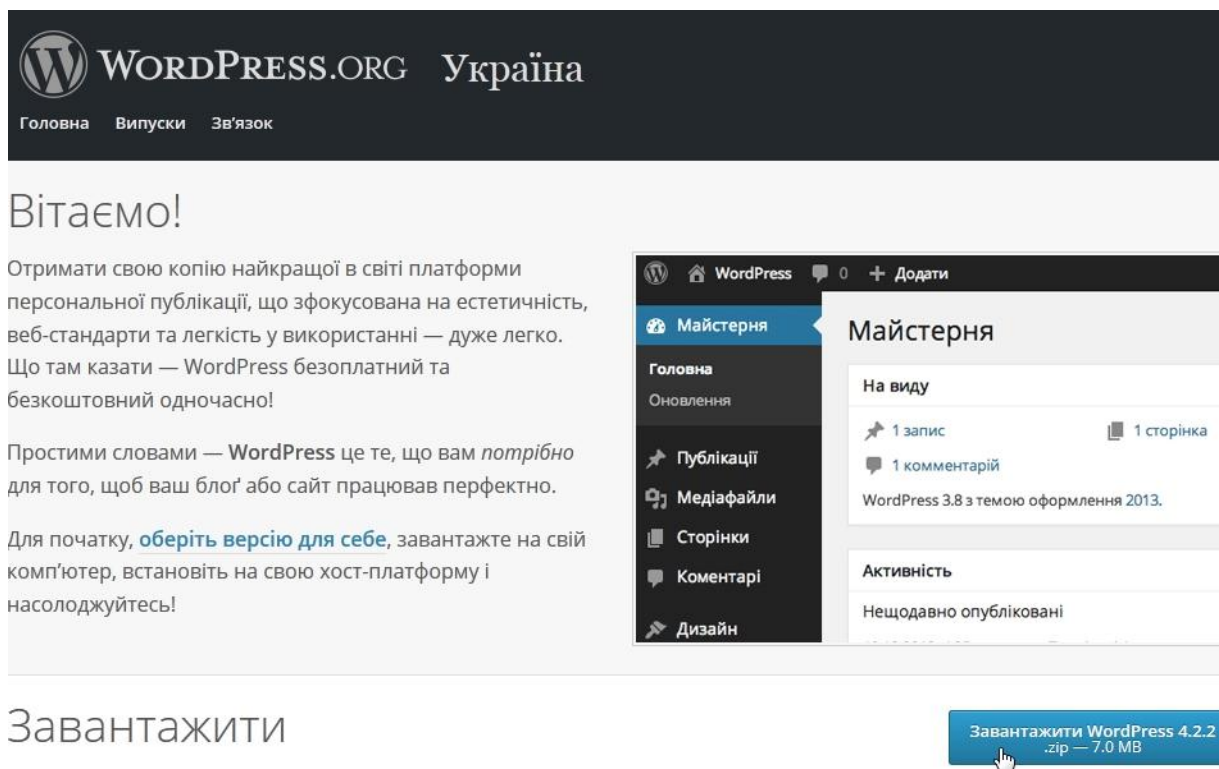 WORDPRESS.ORG Україна
Головна Випуски Зв'язок
Вітаємо!
Отримати свою копію найкращої в світі платформи
персональної публікації, що зфокусована на естетичність,
веб-стандарти та легкість у використанні — дуже легко.
Що там казати — WordPress безоплатний та
безкоштовний одночасно!
Простими словами — WordPress це те, що вам потрібно
для того, щоб ваш блоґ або сайт працював перфектно.
Для початку, оберіть версію для себе, завантажте на свій
комп'ютер, встановіть на свою хост-платформу і
насолоджуйтесь!
WordPress 0 + Додати
Майстерня
Головна
Оновлення
Публікації
Медіафайли
Сторінки
Коментарі
Дизайн
Майстерня
На виду
1 запис 1 сторінка
1 комментарій
WordPress 3.8 з темою оформлення 2013.
Активність
Нещодавно опубліковані
Завантажити
Завантажити WordPress 4.2.2
.zip — 7.0 MB